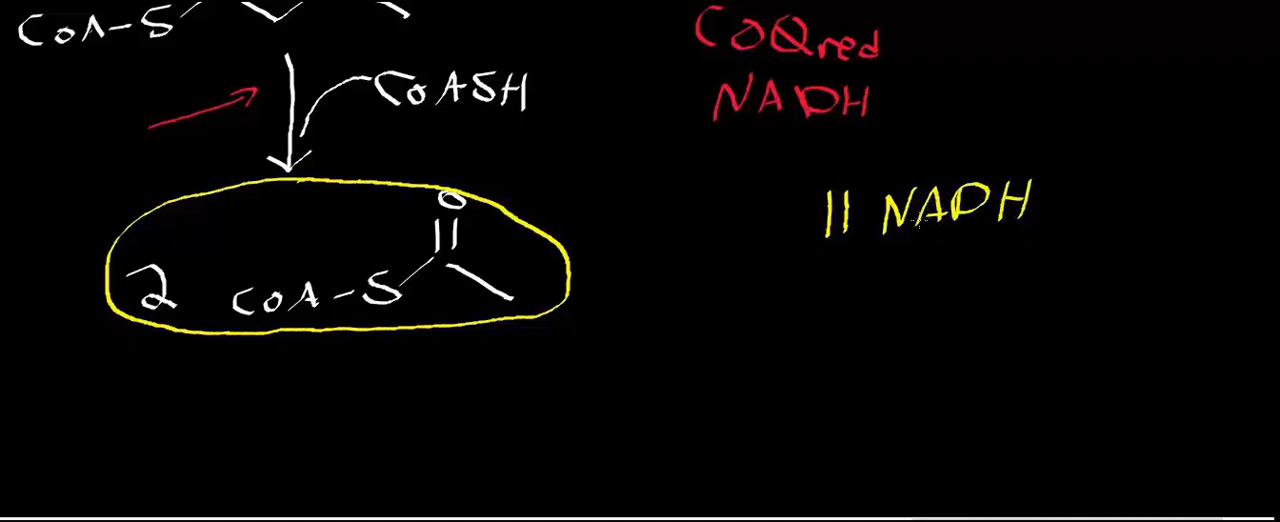 CoA-S
CoASH
O
2 CoA-S
CoQred
NADH
11 NADH